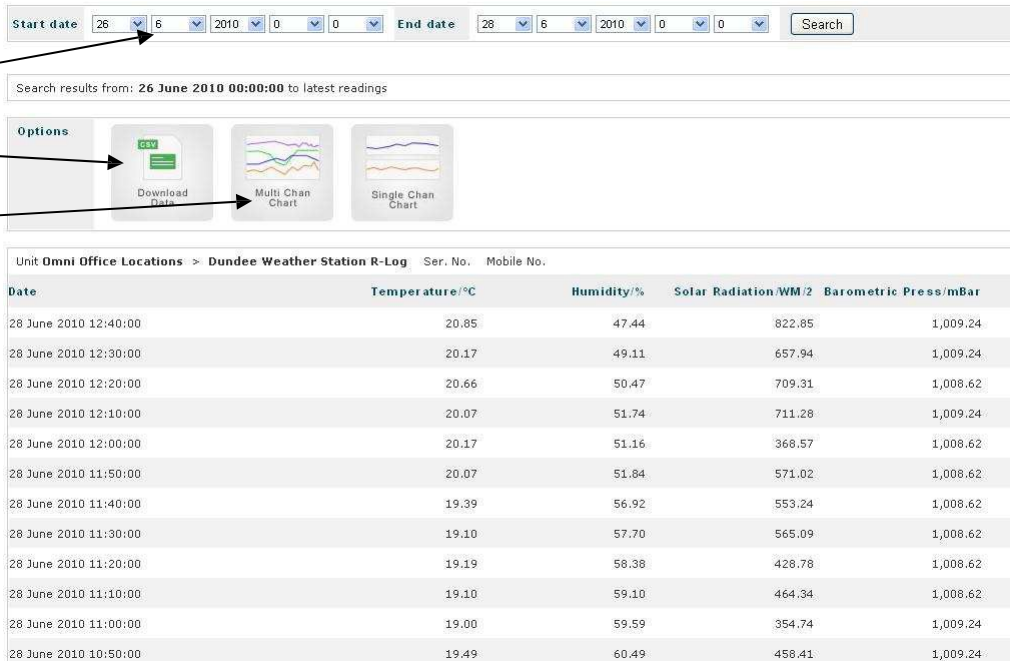 Start date 26 6 2010 0 0 End date 28 6 2010 0 0 Search
Search results from: 26 June 2010 00:00:00 to latest readings
Options
CSV
Download Data
Multi Chan Chart
Single Chan Chart
Unit Omni Office Locations > Dundee Weather Station R-Log Ser. No. Mobile No.
Date Temperature/°C Humidity/% Solar Radiation/WM/2 Barometric Press/mBar
28 June 2010 12:40:00 20.85 47.44 822.85 1,009.24
28 June 2010 12:30:00 20.17 49.11 657.94 1,009.24
28 June 2010 12:20:00 20.66 50.47 709.31 1,008.62
28 June 2010 12:10:00 20.07 51.74 711.28 1,009.24
28 June 2010 12:00:00 20.17 51.16 368.57 1,008.62
28 June 2010 11:50:00 20.07 51.84 571.02 1,008.62
28 June 2010 11:40:00 19.39 56.92 553.24 1,008.62
28 June 2010 11:30:00 19.10 57.70 565.09 1,008.62
28 June 2010 11:20:00 19.19 58.38 428.78 1,008.62
28 June 2010 11:10:00 19.10 59.10 464.34 1,008.62
28 June 2010 11:00:00 19.00 59.59 354.74 1,009.24
28 June 2010 10:50:00 19.49 60.49 458.41 1,009.24